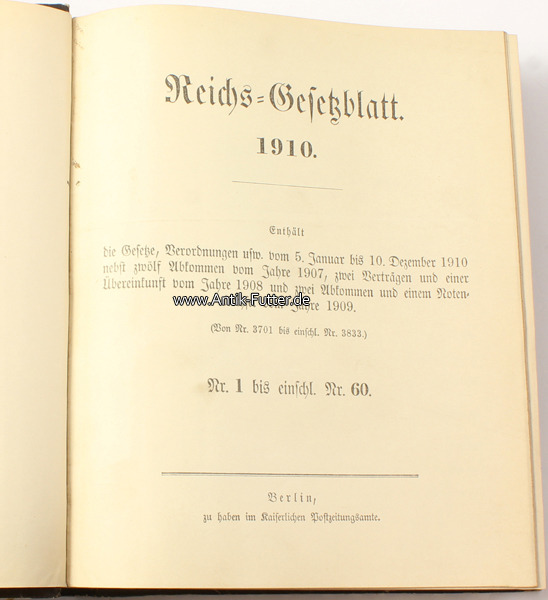 Reichs-Gesetzblatt.
1910.
Enthält
die Gesetze, Verordnungen usw. vom 5. Januar bis 10. Dezember 1910
nebst zwölf Abkommen vom Jahre 1907, zwei Verträgen und einer
Übereinkunft vom Jahre 1908 und zwei Abkommen und einem Noten-
www.Antik-Futter.de
vom Jahre 1909.
(Von Nr. 3701 bis einschl. Nr. 3833.)
Nr. 1 bis einschl. Nr. 60.
Berlin,
zu haben im Kaiserlichen Postzeitungsamte.